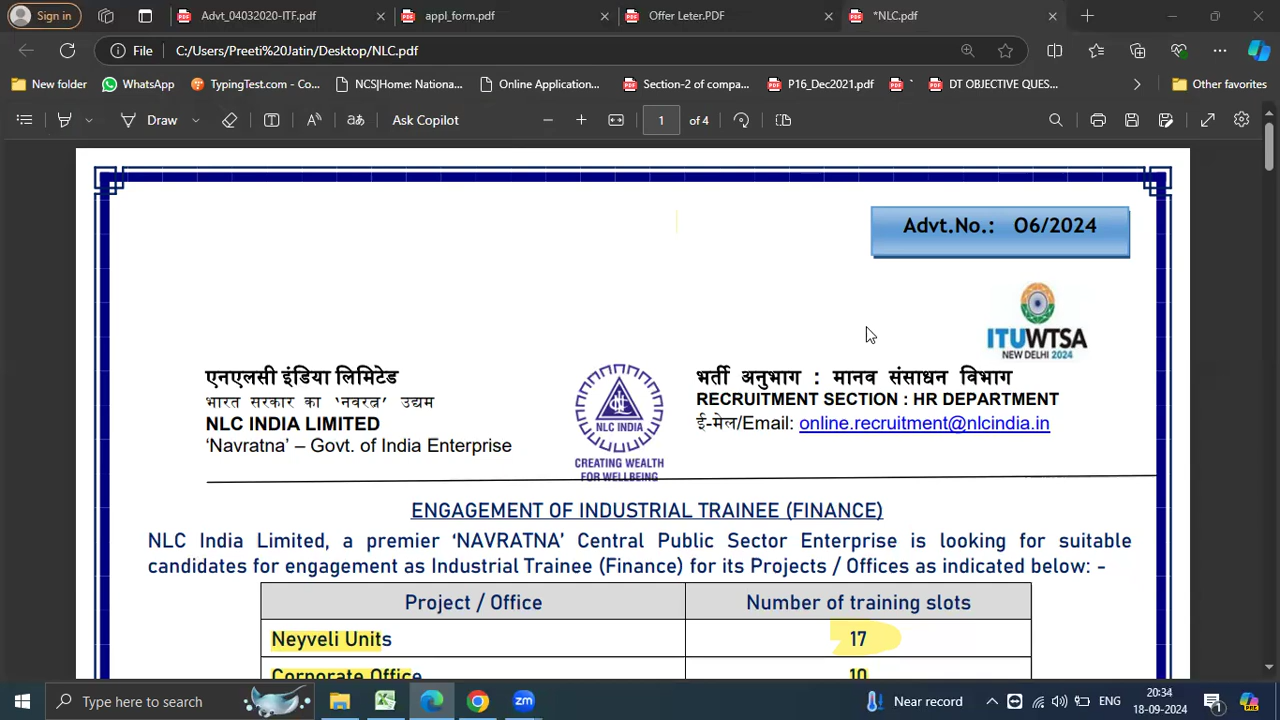 Sign in
Advt_04032020-ITF.pdf
appl_form.pdf
Offer Leter.PDF
*NLC.pdf
File
C:/Users/Preeti%20Jatin/Desktop/NLC.pdf
New folder
WhatsApp
TypingTest.com - Co...
NCS|Home: Nationa...
Online Application...
Section-2 of compa...
P16_Dec2021.pdf
`
DT OBJECTIVE QUES...
Other favorites
Draw
Ask Copilot
1 of 4
Advt.No.: O6/2024
ITUWTSA
NEW DELHI 2024
एनएलसी इंडिया लिमिटेड
भारत सरकार का ‘नवरत्न’ उद्यम
NLC INDIA LIMITED
‘Navratna’ – Govt. of India Enterprise
NLC INDIA
CREATING WEALTH
FOR WELLBEING
भर्ती अनुभाग : मानव संसाधन विभाग
RECRUITMENT SECTION : HR DEPARTMENT
ई-मेल/Email: online.recruitment@nlcindia.in
ENGAGEMENT OF INDUSTRIAL TRAINEE (FINANCE)
NLC India Limited, a premier ‘NAVRATNA’ Central Public Sector Enterprise is looking for suitable
candidates for engagement as Industrial Trainee (Finance) for its Projects / Offices as indicated below: -
Project / Office Number of training slots
Neyveli Units 17
Corporate Office 10
Type here to search
Near record
ENG
20:34
18-09-2024